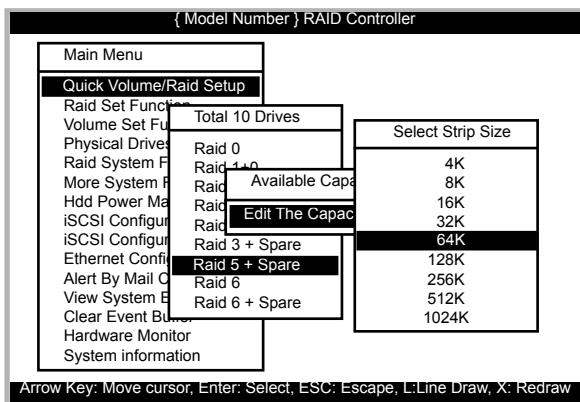 { Model Number } RAID Controller
Main Menu
Quick Volume/Raid Setup
Raid Set Function
Volume Set Fu
Physical Drives
Raid System F
More System F
Hdd Power Ma
iSCSI Configur
iSCSI Configur
Ethernet Config
Alert By Mail C
View System E
Clear Event Buffer
Hardware Monitor
System information
Total 10 Drives
Raid 0
Raid 1+0
Raid
Raid
Raid
Raid 3 + Spare
Raid 5 + Spare
Raid 6
Raid 6 + Spare
Available Capa
Edit The Capac
Select Strip Size
4K
8K
16K
32K
64K
128K
256K
512K
1024K
Arrow Key: Move cursor, Enter: Select, ESC: Escape, L:Line Draw, X: Redraw